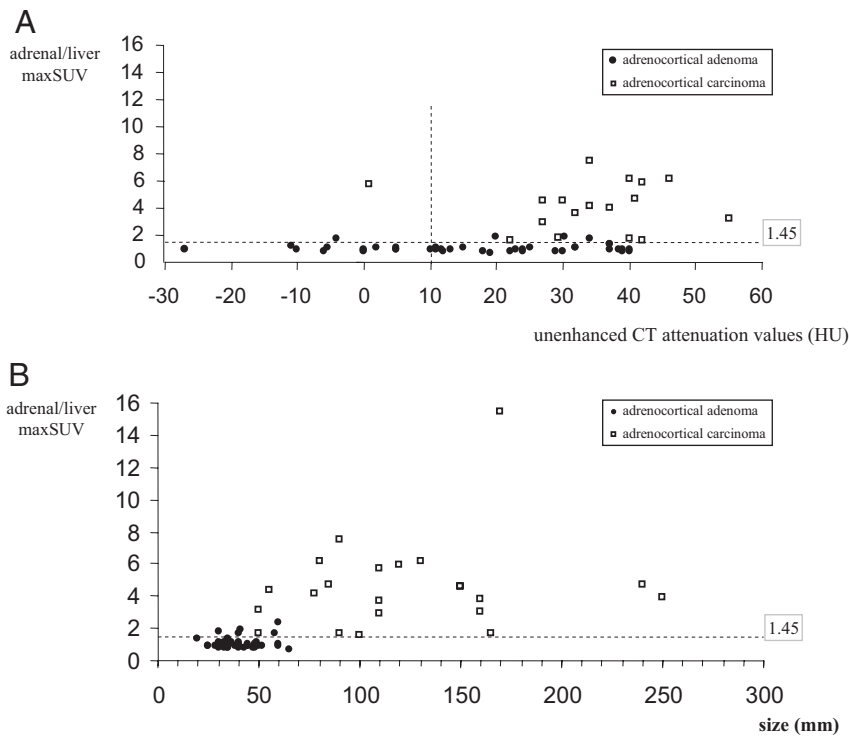 A
adrenal/liver
maxSUV
16
14
12
10
8
6
4
2
0
● adrenocortical adenoma
□ adrenocortical carcinoma
1.45
-30 -20 -10 0 10 20 30 40 50 60
unenhanced CT attenuation values (HU)
B
adrenal/liver
maxSUV
16
14
12
10
8
6
4
2
0
● adrenocortical adenoma
□ adrenocortical carcinoma
1.45
0 50 100 150 200 250 300
size (mm)